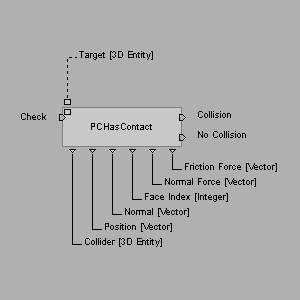 Target [3D Entity]
Check
Collision
PCHasContact
No Collision
Friction Force [Vector]
Normal Force [Vector]
Face Index [Integer]
Normal [Vector]
Position [Vector]
Collider [3D Entity]